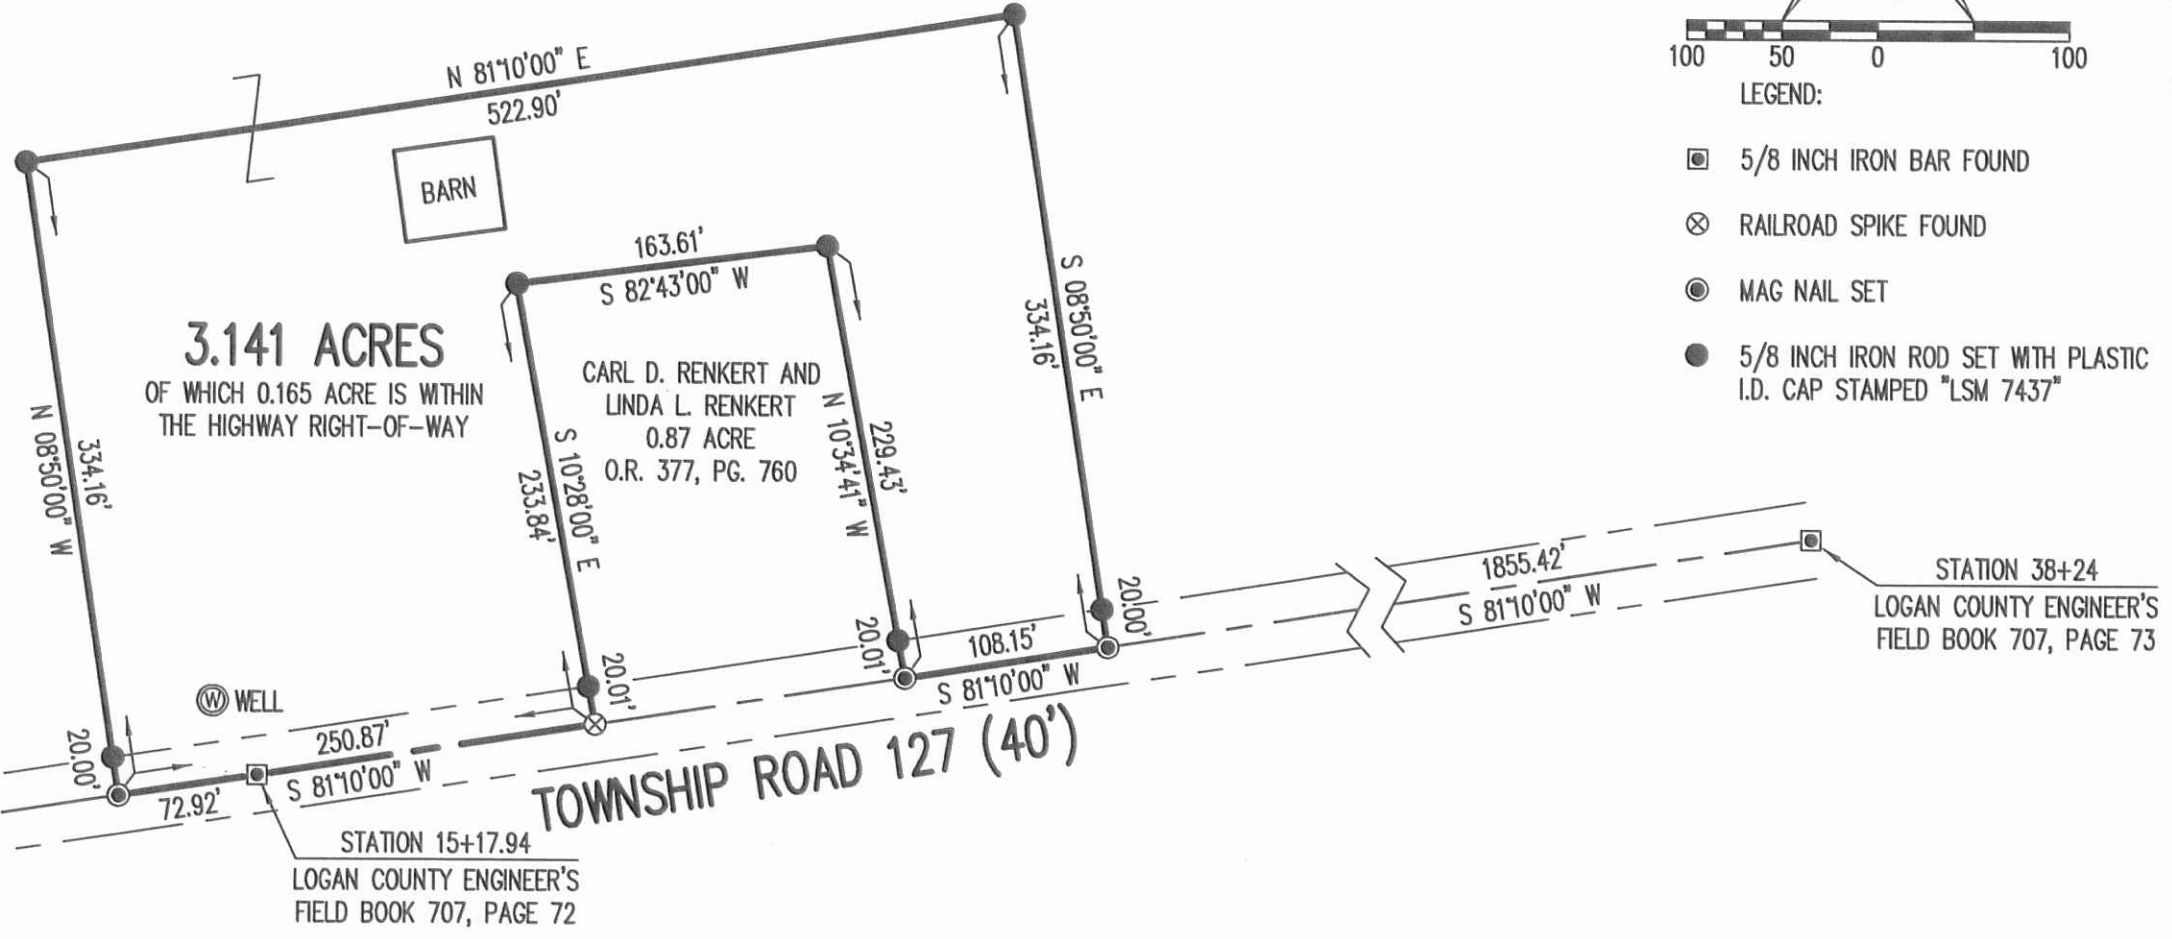 N 81°10'00" E
522.90'
BARN
163.61'
S 82°43'00" W
3.141 ACRES
OF WHICH 0.165 ACRE IS WITHIN
THE HIGHWAY RIGHT-OF-WAY
CARL D. RENKERT AND
LINDA L. RENKERT
0.87 ACRE
O.R. 377, PG. 760
N 08°50'00" W
334.16'
S 10°28'00" E
233.84'
N 10°34'41" W
229.43'
S 08°50'00" E
334.16'
20.00'
20.01'
20.01'
20.00'
W WELL
250.87'
S 81°10'00" W
72.92'
108.15'
S 81°10'00" W
1855.42'
S 81°10'00" W
TOWNSHIP ROAD 127 (40')
STATION 15+17.94
LOGAN COUNTY ENGINEER'S
FIELD BOOK 707, PAGE 72
STATION 38+24
LOGAN COUNTY ENGINEER'S
FIELD BOOK 707, PAGE 73
100 50 0 100
LEGEND:
5/8 INCH IRON BAR FOUND
RAILROAD SPIKE FOUND
MAG NAIL SET
5/8 INCH IRON ROD SET WITH PLASTIC
I.D. CAP STAMPED "LSM 7437"